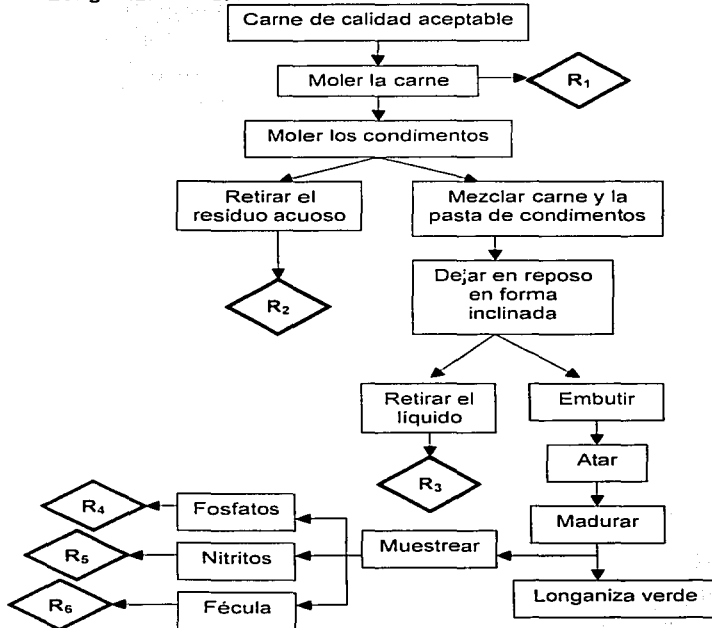 Carne de calidad aceptable
Moler la carne
R1
Moler los condimentos
Retirar el
residuo acuoso
Mezclar carne y la
pasta de condimentos
R2
Dejar en reposo
en forma
inclinada
Retirar el
líquido
Embutir
R3
Atar
Madurar
R4
Fosfatos
R5
Nitritos
Muestrear
R6
Fécula
Longaniza verde